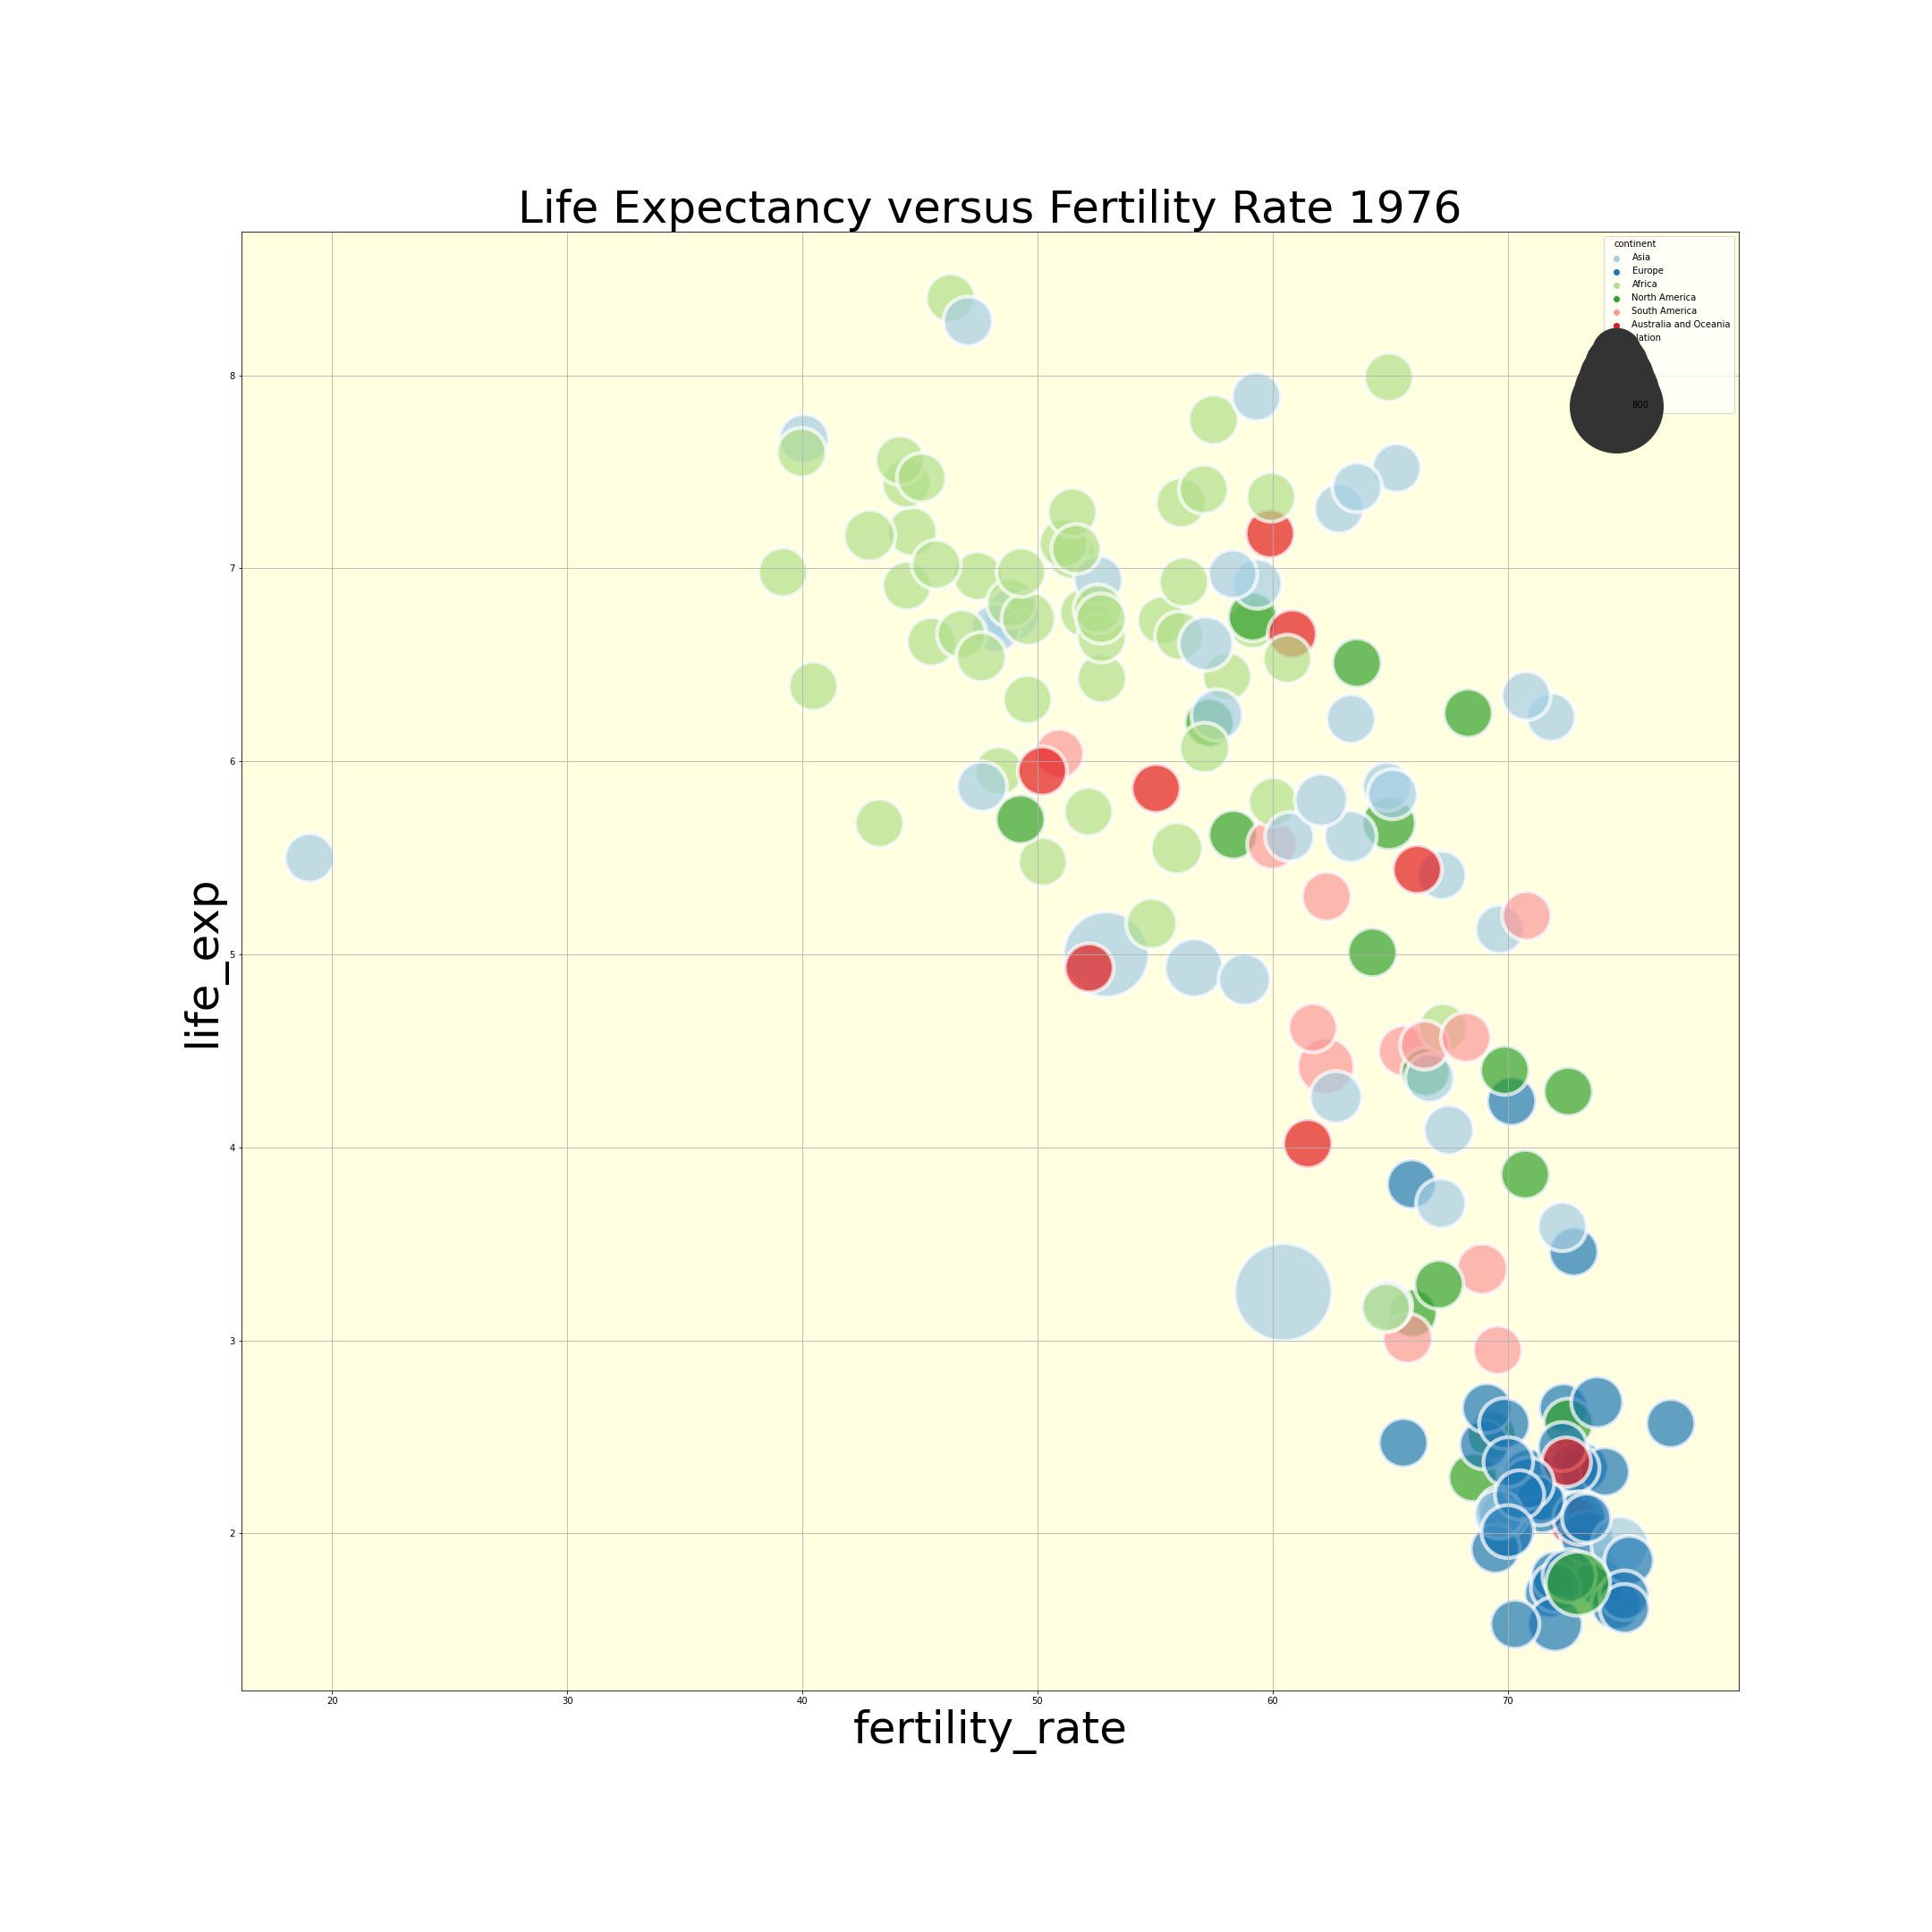 Life Expectancy versus Fertility Rate 1976
continent
Asia
Europe
Africa
North America
South America
Australia and Oceania
800
8
7
6
5
4
3
2
life_exp
20 30 40 50 60 70
fertility_rate